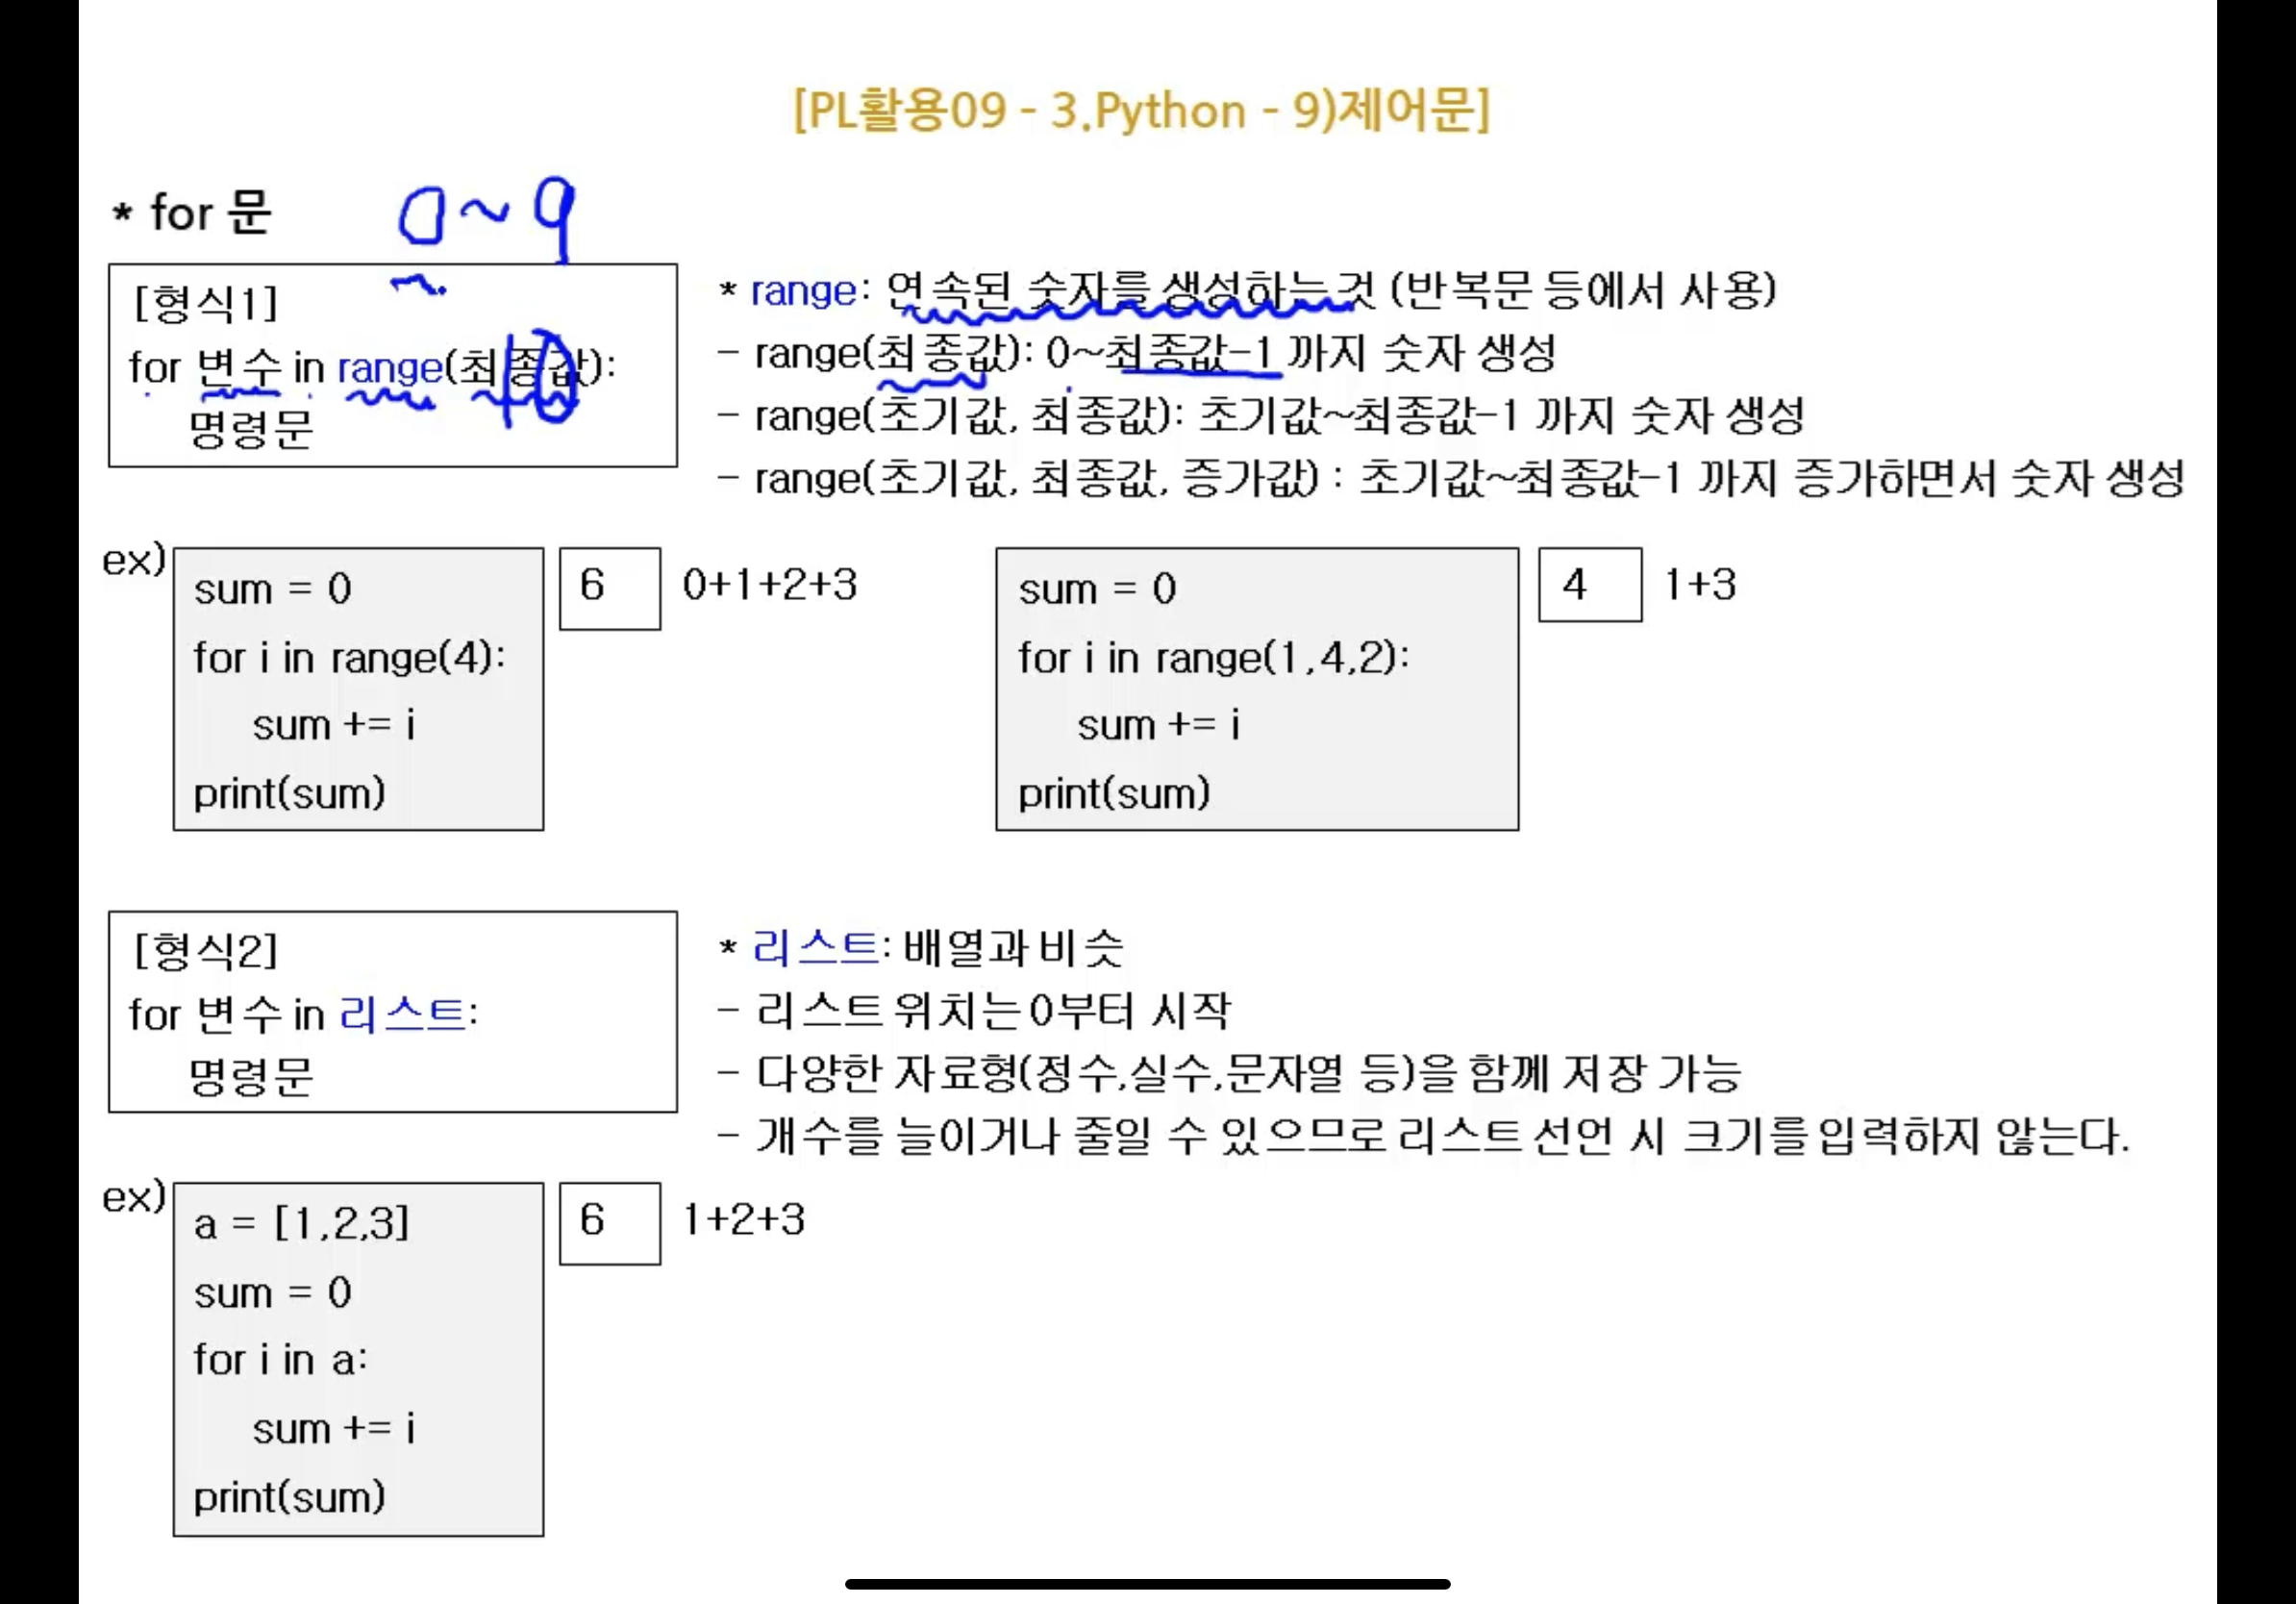 [PL활용09 - 3.Python - 9)제어문]
* for 문
0~9
[형식1]
for 변수 in range(최종값):
10
명령문
* range: 연속된 숫자를 생성하는것 (반복문 등에서 사용)
- range(최종값): 0~최종값-1 까지 숫자 생성
- range(초기값, 최종값): 초기값~최종값-1 까지 숫자 생성
- range(초기값, 최종값, 증가값) : 초기값~최종값-1 까지 증가하면서 숫자 생성
ex)
sum = 0
for i in range(4):
sum += i
print(sum)
6
0+1+2+3
sum = 0
for i in range(1,4,2):
sum += i
print(sum)
4
1+3
[형식2]
for 변수 in 리스트:
명령문
* 리스트: 배열과 비슷
- 리스트 위치는 0부터 시작
- 다양한 자료형(정수,실수,문자열 등)을 함께 저장 가능
- 개수를 늘이거나 줄일 수 있으므로 리스트 선언 시 크기를 입력하지 않는다.
ex)
a = [1,2,3]
sum = 0
for i in a:
sum += i
print(sum)
6
1+2+3